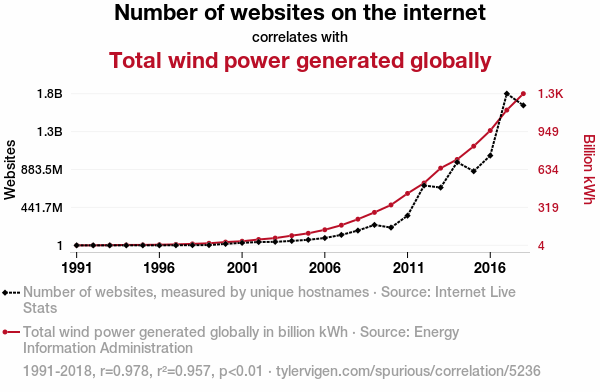 Number of websites on the internet
correlates with
Total wind power generated globally
1.8B
1.3B
883.5M
441.7M
1
Websites
1.3K
949
634
319
4
Billion kWh
1991
1996
2001
2006
2011
2016
Number of websites, measured by unique hostnames · Source: Internet Live
Stats
Total wind power generated globally in billion kWh · Source: Energy
Information Administration
1991-2018, r=0.978, r²=0.957, p<0.01 · tylervigen.com/spurious/correlation/5236